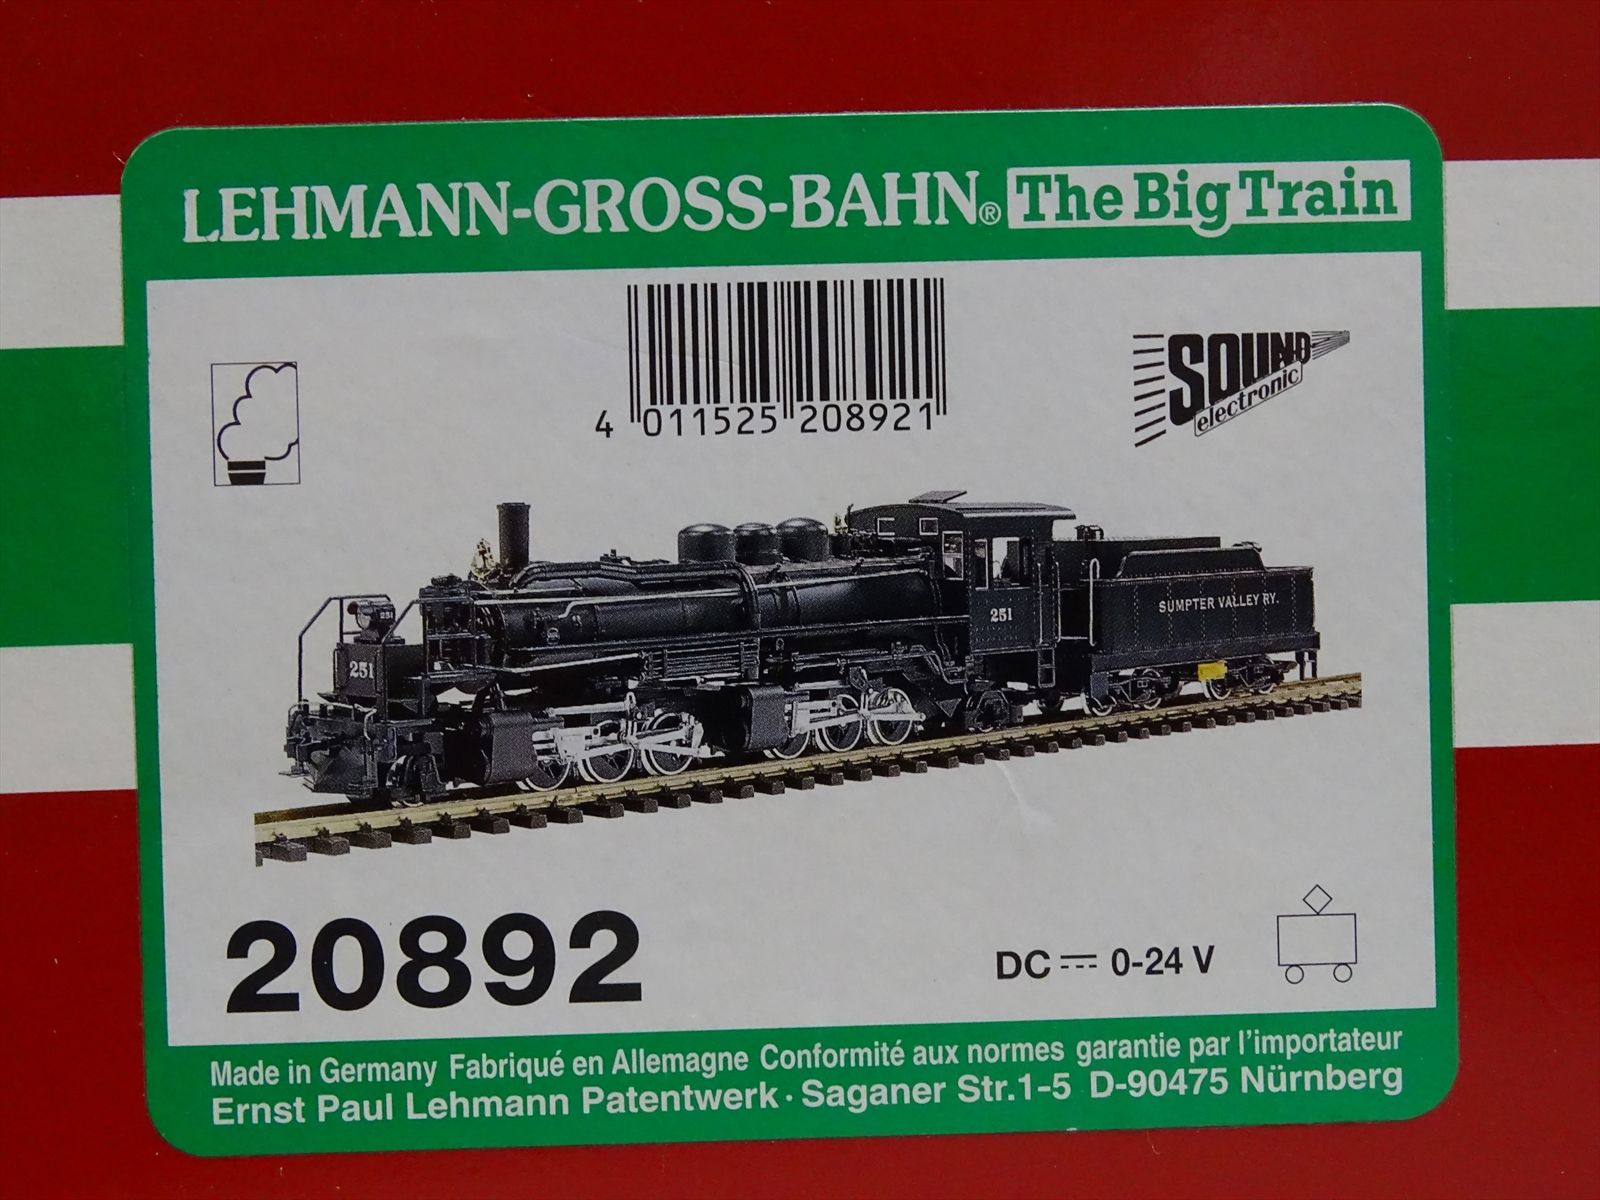 LEHMANN-GROSS-BAHN® The Big Train
SOUND
electronic
4 011525 208921
251
251
251
SUMPTER VALLEY RY.
20892
DC 0-24 V
Made in Germany Fabriqué en Allemagne Conformité aux normes garantie par l'importateur
Ernst Paul Lehmann Patentwerk · Saganer Str.1-5 D-90475 Nürnberg